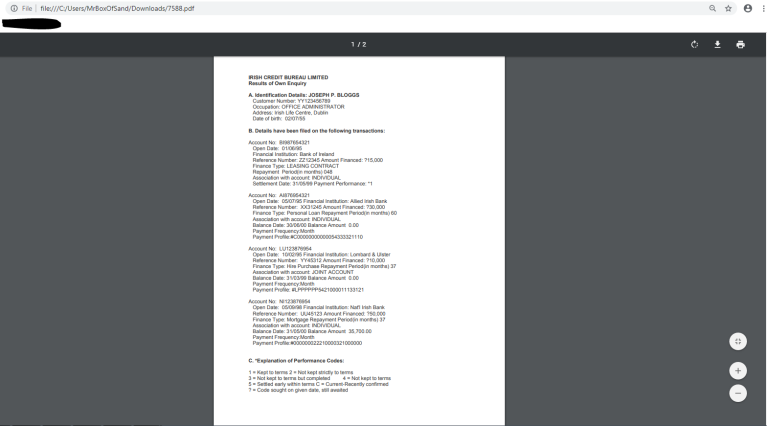 File | file:///C:/Users/MrBoxOfSand/Downloads/7588.pdf
1 / 2
IRISH CREDIT BUREAU LIMITED
Results of Own Enquiry
A. Identification Details: JOSEPH P. BLOGGS
Customer Number: YY123456789
Occupation: OFFICE ADMINISTRATOR
Address: Irish Life Centre, Dublin
Date of birth: 02/07/55
B. Details have been filed on the following transactions:
Account No: BI987654321
Open Date: 01/06/95
Financial Institution: Bank of Ireland
Reference Number: ZZ12345 Amount Financed: ?15,000
Finance Type: LEASING CONTRACT
Repayment Period(in months) 048
Association with account: INDIVIDUAL
Settlement Date: 31/05/99 Payment Performance: *1
Account No: AI876954321
Open Date: 05/07/95 Financial Institution: Allied Irish Bank
Reference Number: XX31245 Amount Financed: ?30,000
Finance Type: Personal Loan Repayment Period(in months) 60
Association with account: INDIVIDUAL
Balance Date: 30/06/00 Balance Amount 0.00
Payment Frequency:Month
Account No: LU123876954
Open Date: 10/02/95 Financial Institution: Lombard & Ulster
Reference Number: YY45312 Amount Financed: ?10,000
Finance Type: Hire Purchase Repayment Period(in months) 37
Association with account: JOINT ACCOUNT
Balance Date: 31/03/99 Balance Amount 0.00
Payment Frequency:Month
Account No: NI123876954
Open Date: 05/09/98 Financial Institution: Nat'l Irish Bank
Reference Number: UU45123 Amount Financed: ?50,000
Finance Type: Mortgage Repayment Period(in months) 37
Association with account: INDIVIDUAL
Balance Date: 31/05/00 Balance Amount 35,700.00
Payment Frequency:Month
C. *Explanation of Performance Codes:
1 = Kept to terms 2 = Not kept strictly to terms
3 = Not kept to terms but completed 4 = Not kept to terms
5 = Settled early within terms C = Current-Recently confirmed
? = Code sought on given date, still awaited